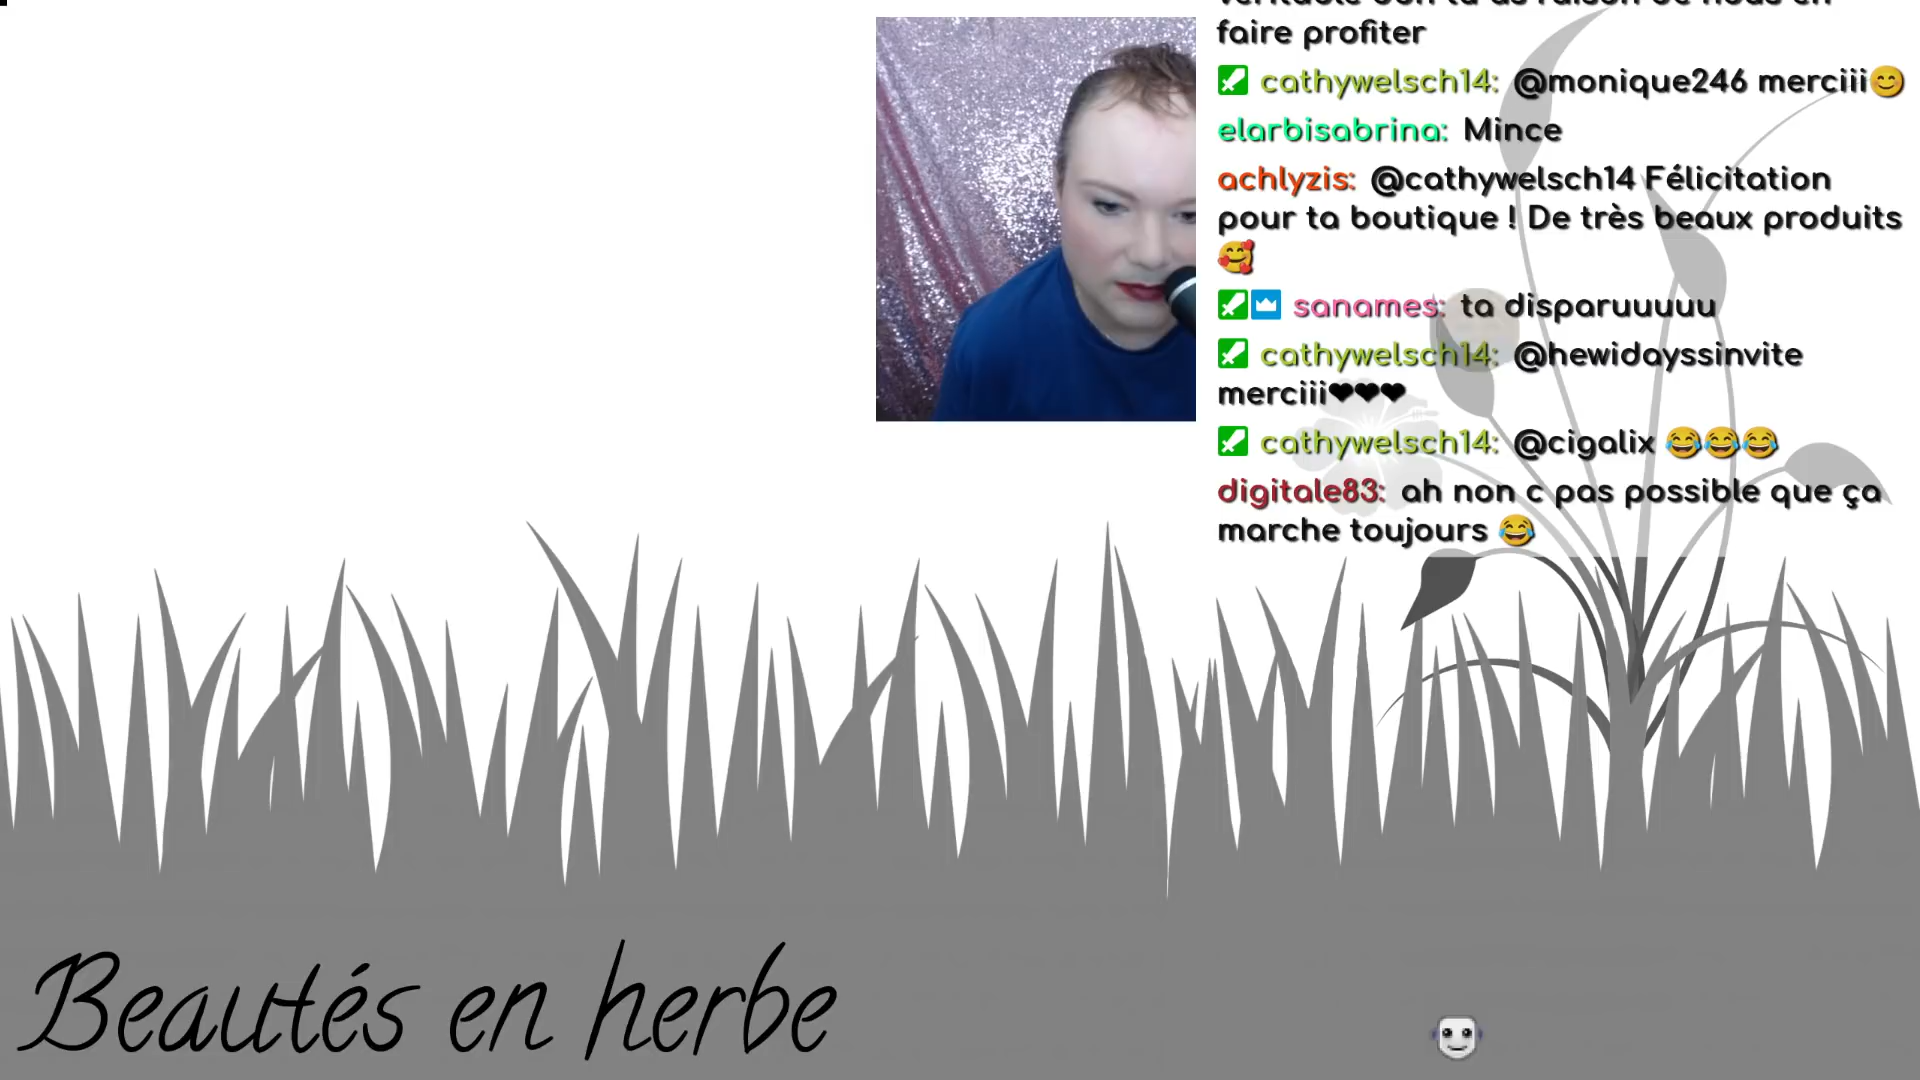 faire profiter
cathywelsch14: @monique246 merciii😊
elarbisabrina: Mince
achlyzis: @cathywelsch14 Félicitation
pour ta boutique ! De très beaux produits
🥰
sanames: ta disparuuuuu
cathywelsch14: @hewidayssinvite
merciii❤❤❤
cathywelsch14: @cigalix 😂😂😂
digitale83: ah non c pas possible que ça
marche toujours 😂
Beautés en herbe